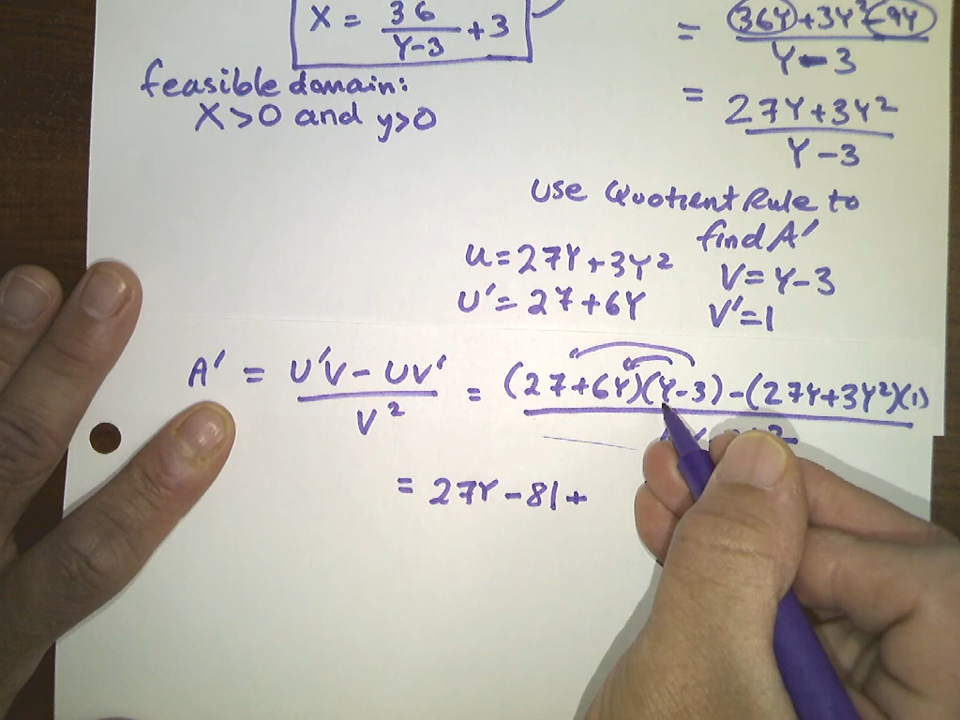 X = 36/Y-3 + 3
feasible domain:
X>0 and y>0
= 36Y+3Y²-9Y/Y-3
= 27Y+3Y²/Y-3
Use Quotient Rule to
find A'
U=27Y+3Y² V=Y-3
U'=27+6Y V'=1
A' = U'V-UV'/V² = (27+6Y)(Y-3)-(27Y+3Y²)(1)
= 27Y-81+